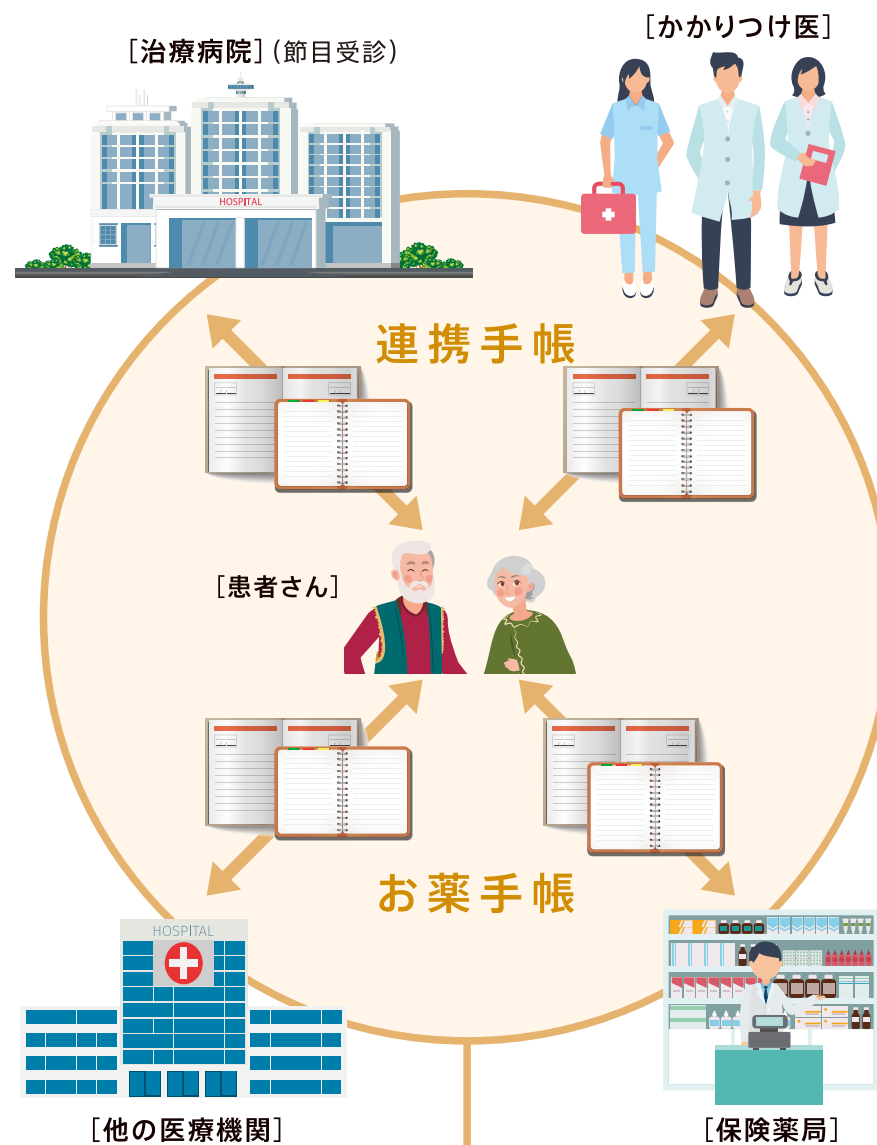 [かかりつけ医]
[治療病院](節目受診)
HOSPITAL
連携手帳
[患者さん]
お薬手帳
HOSPITAL
[他の医療機関]
[保険薬局]